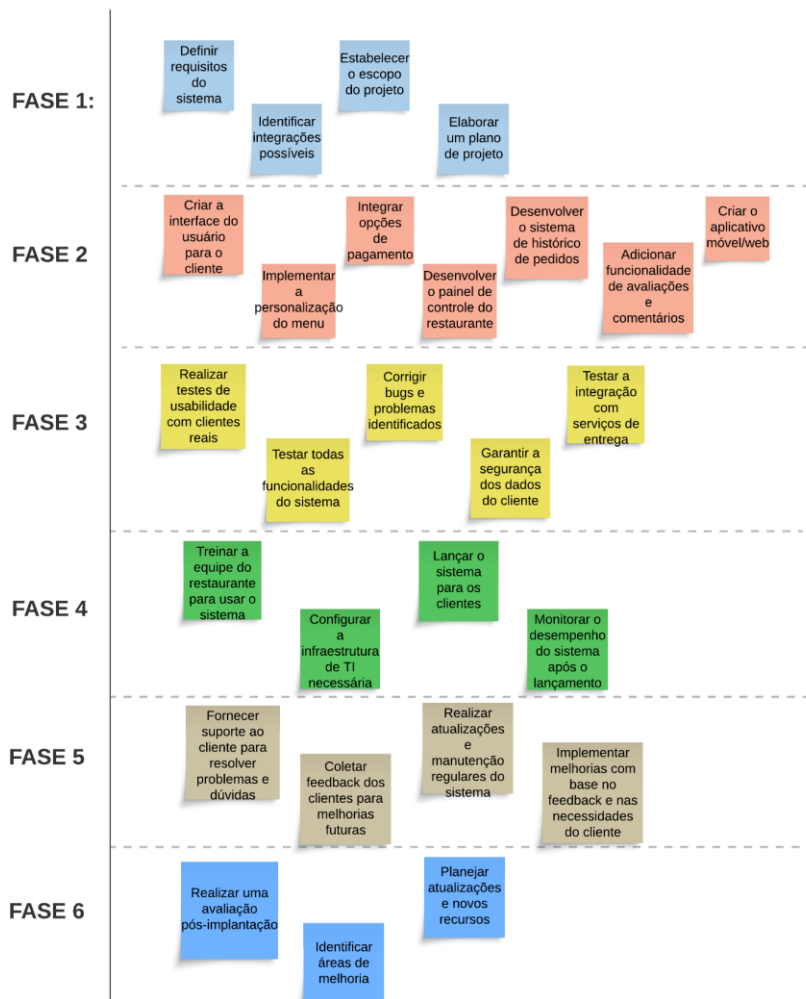 FASE 1:
Definir
requisitos
do
sistema
Identificar
integrações
possíveis
Estabelecer
o escopo
do projeto
Elaborar
um plano
de projeto
FASE 2
Criar a
interface do
usuário
para o
cliente
Implementar
a
personalização
do menu
Integrar
opções
de
pagamento
Desenvolver
o painel de
controle do
restaurante
Desenvolver
o sistema
de histórico
de pedidos
Adicionar
funcionalidade
de avaliações
e
comentários
Criar o
aplicativo
móvel/web
FASE 3
Realizar
testes de
usabilidade
com clientes
reais
Testar todas
as
funcionalidades
do sistema
Corrigir
bugs e
problemas
identificados
Garantir a
segurança
dos dados
do cliente
Testar a
integração
com
serviços de
entrega
FASE 4
Treinar a
equipe do
restaurante
para usar o
sistema
Configurar
a
infraestrutura
de TI
necessária
Lançar o
sistema
para os
clientes
Monitorar o
desempenho
do sistema
após o
lançamento
FASE 5
Fornecer
suporte ao
cliente para
resolver
problemas e
dúvidas
Coletar
feedback dos
clientes para
melhorias
futuras
Realizar
atualizações
e
manutenção
regulares do
sistema
Implementar
melhorias com
base no
feedback e nas
necessidades
do cliente
FASE 6
Realizar uma
avaliação
pós-implantação
Identificar
áreas de
melhoria
Planejar
atualizações
e novos
recursos